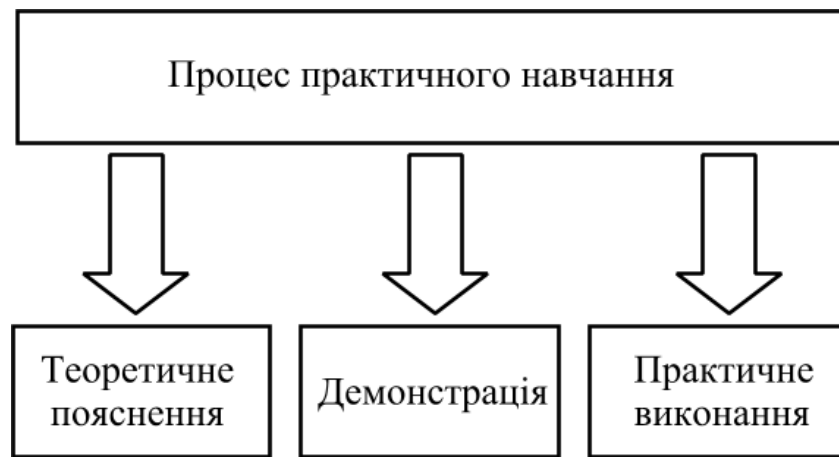 Процес практичного навчання
Теоретичне
пояснення
Демонстрація
Практичне
виконання